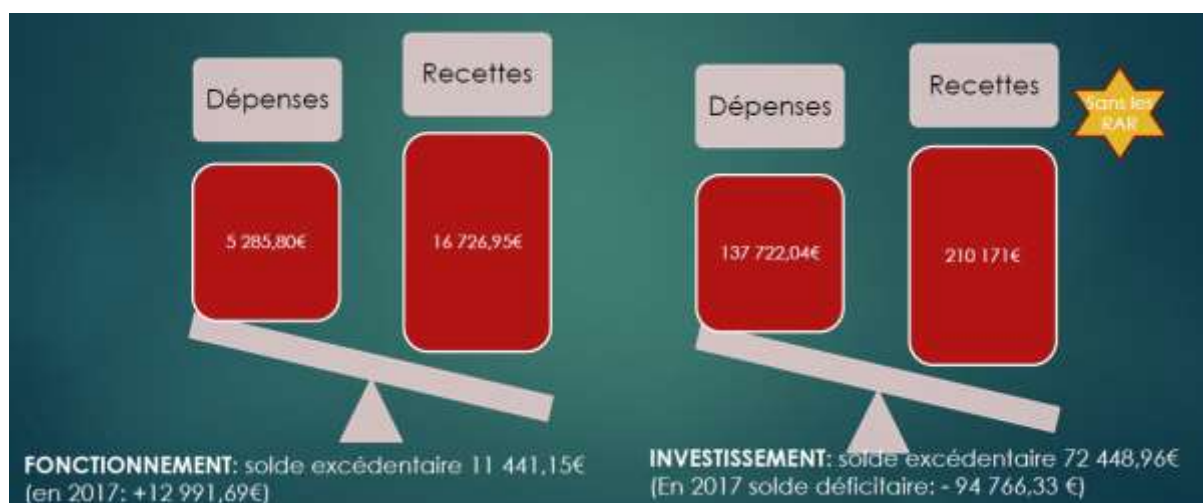 Dépenses
Recettes
5 285,80€
16 726,95€
FONCTIONNEMENT: solde excédentaire 11 441,15€
(en 2017: +12 991,69€)
Dépenses
Recettes
Sans les
RAR
137 722,04€
210 171€
INVESTISSEMENT: solde excédentaire 72 448,96€
(En 2017 solde déficitaire: - 94 766,33 €)